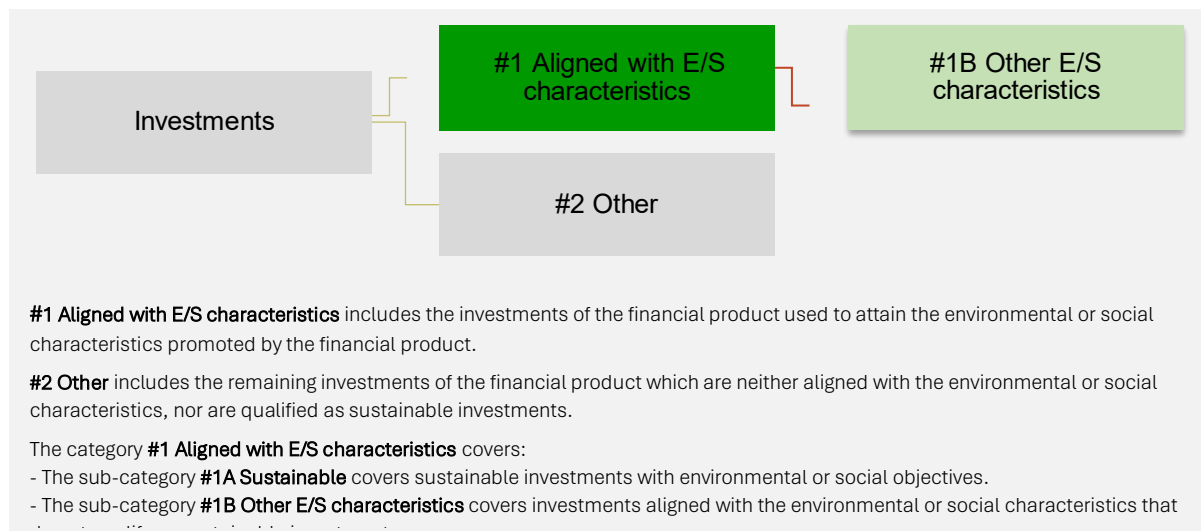 #1 Aligned with E/S
characteristics
#1B Other E/S
characteristics
Investments
#2 Other
#1 Aligned with E/S characteristics includes the investments of the financial product used to attain the environmental or social
characteristics promoted by the financial product.
#2 Other includes the remaining investments of the financial product which are neither aligned with the environmental or social
characteristics, nor are qualified as sustainable investments.
The category #1 Aligned with E/S characteristics covers:
- The sub-category #1A Sustainable covers sustainable investments with environmental or social objectives.
- The sub-category #1B Other E/S characteristics covers investments aligned with the environmental or social characteristics that